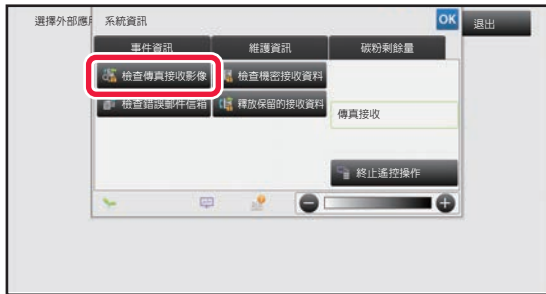 選擇外部應
系統資訊
OK
退出
事件資訊
維護資訊
碳粉剩餘量
檢查傳真接收影像
檢查機密接收資料
檢查錯誤郵件信箱
釋放保留的接收資料
傳真接收
終止遙控操作